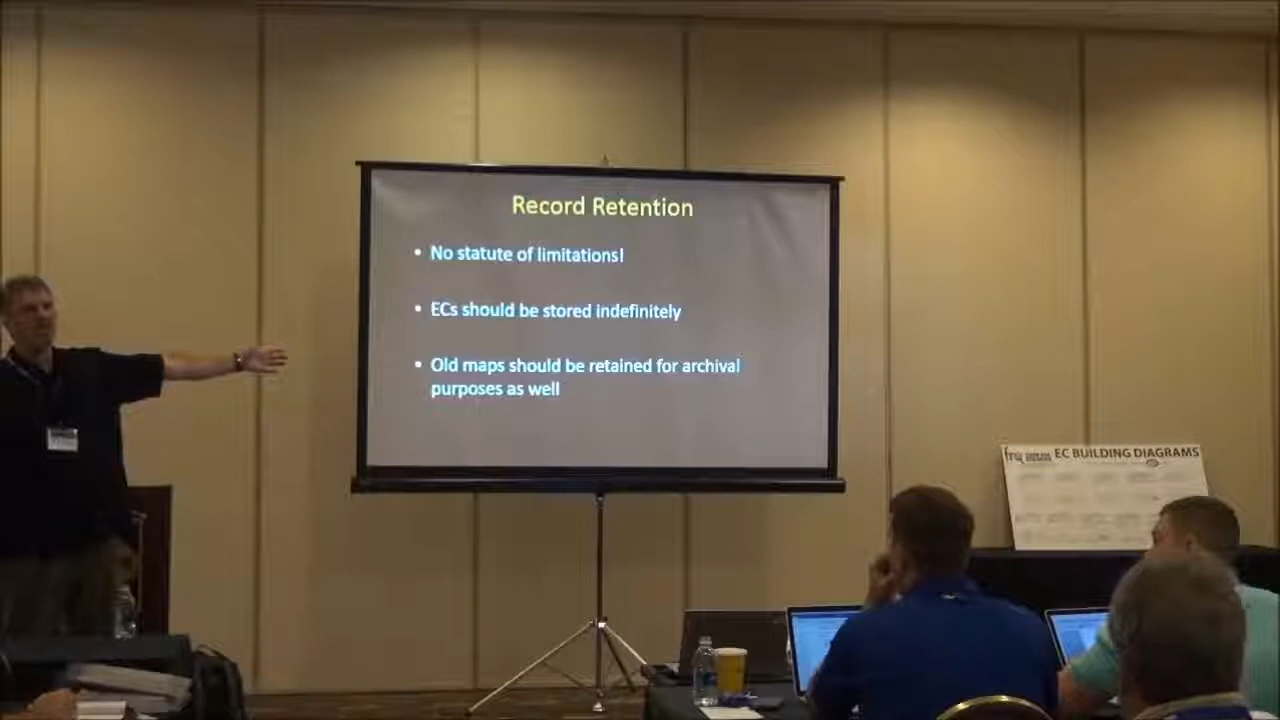 Record Retention
• No statute of limitations!
• ECs should be stored indefinitely
• Old maps should be retained for archival
purposes as well
EC BUILDING DIAGRAMS